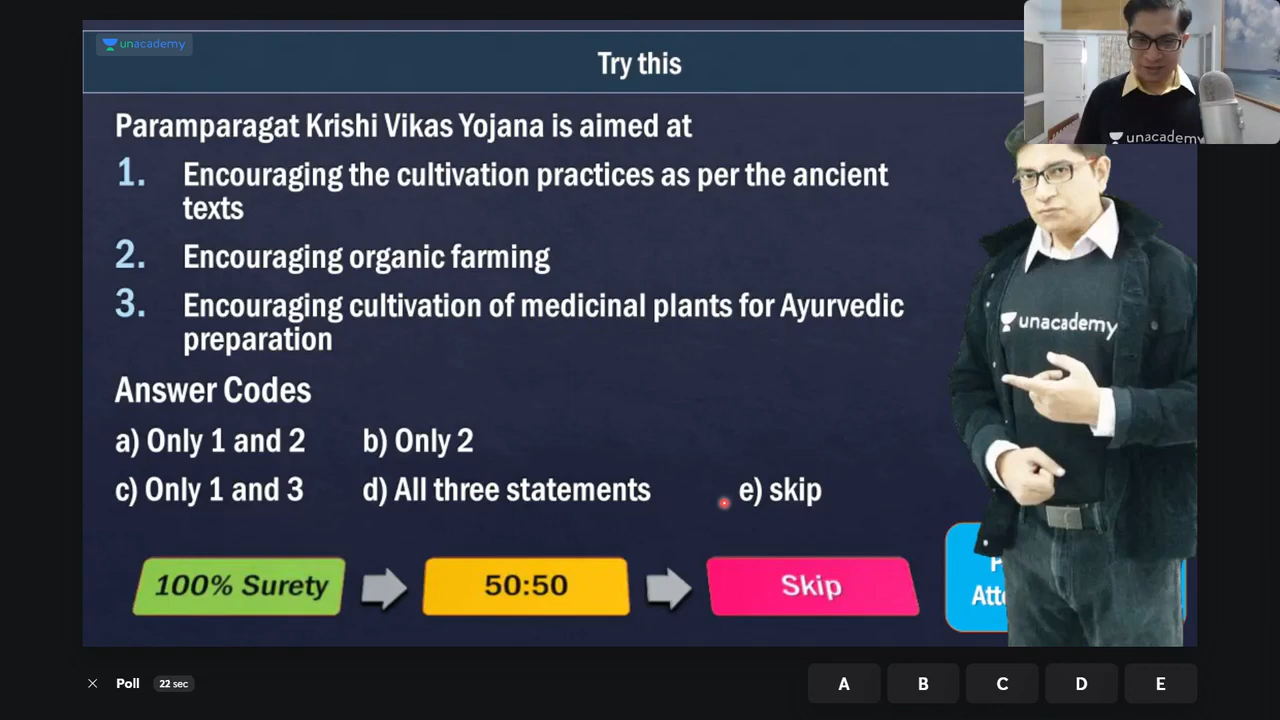 unacademy
Try this
unacademy
Paramparagat Krishi Vikas Yojana is aimed at
1. Encouraging the cultivation practices as per the ancient
texts
2. Encouraging organic farming
3. Encouraging cultivation of medicinal plants for Ayurvedic
preparation
unacademy
Answer Codes
a) Only 1 and 2 b) Only 2
c) Only 1 and 3 d) All three statements e) skip
100% Surety 50:50 Skip
Poll 22 sec A B C D E